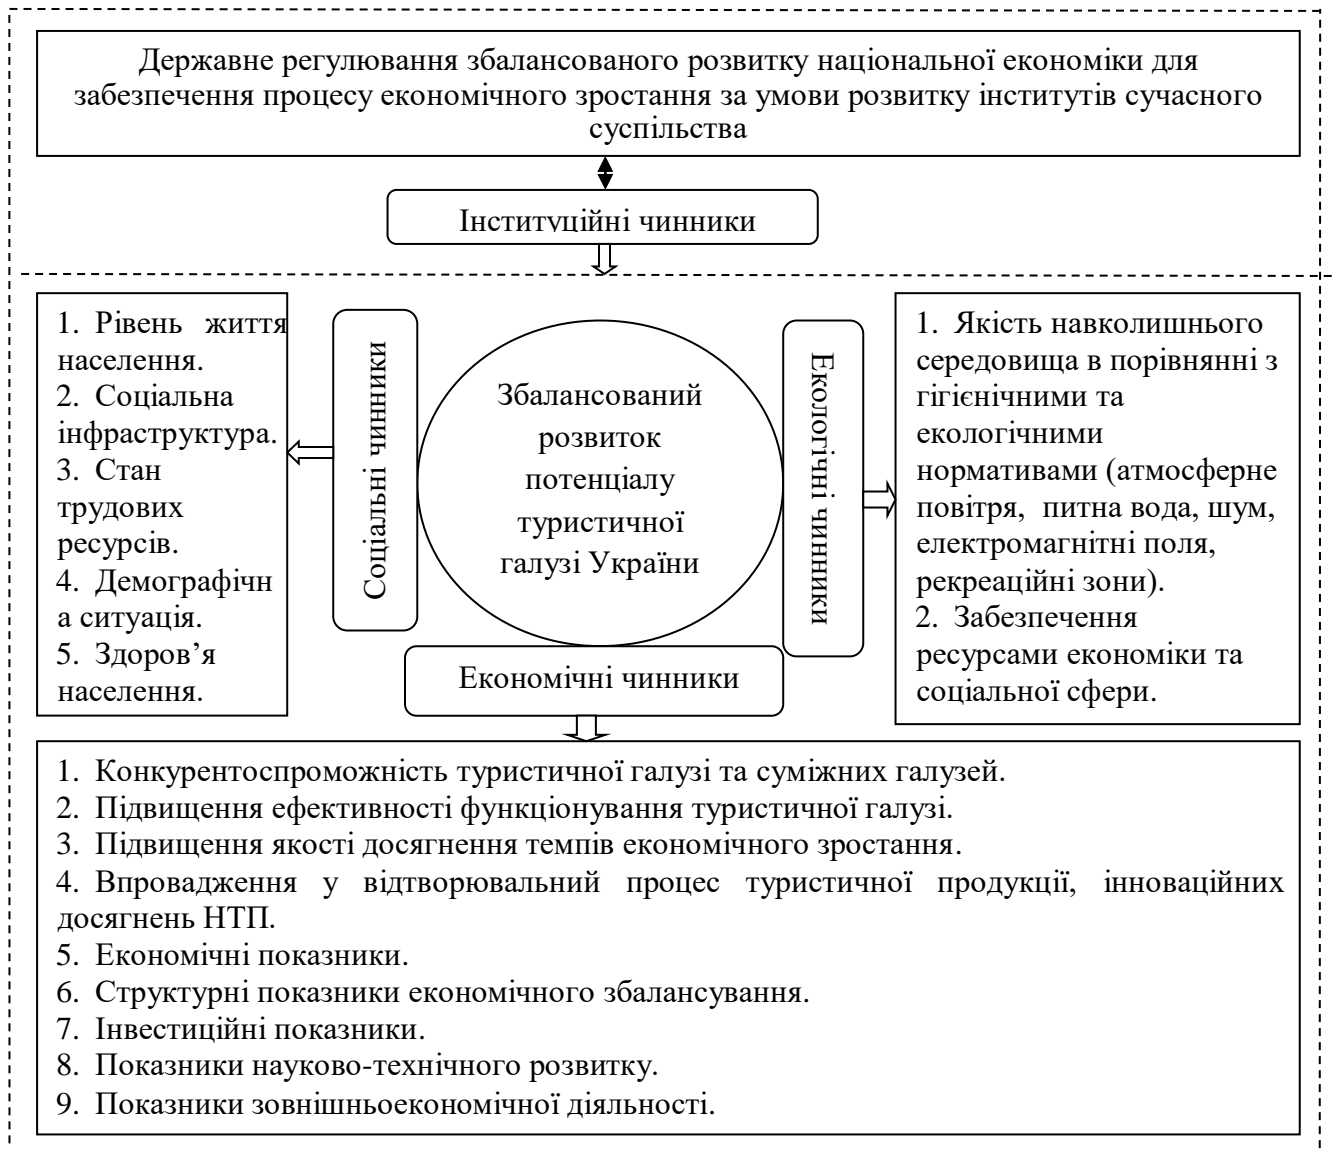 Державне регулювання збалансованого розвитку національної економіки для
забезпечення процесу економічного зростання за умови розвитку інститутів сучасного
суспільства
Інституційні чинники
1. Рівень життя
населення.
2. Соціальна
інфраструктура.
3. Стан
трудових
ресурсів.
4. Демографічн
а ситуація.
5. Здоров’я
населення.
Соціальні чинники
Збалансований
розвиток
потенціалу
туристичної
галузі України
Екологічні чинники
1. Якість навколишнього
середовища в порівнянні з
гігієнічними та
екологічними
нормативами (атмосферне
повітря, питна вода, шум,
електромагнітні поля,
рекреаційні зони).
2. Забезпечення
ресурсами економіки та
соціальної сфери.
Економічні чинники
1. Конкурентоспроможність туристичної галузі та суміжних галузей.
2. Підвищення ефективності функціонування туристичної галузі.
3. Підвищення якості досягнення темпів економічного зростання.
4. Впровадження у відтворювальний процес туристичної продукції, інноваційних
досягнень НТП.
5. Економічні показники.
6. Структурні показники економічного збалансування.
7. Інвестиційні показники.
8. Показники науково-технічного розвитку.
9. Показники зовнішньоекономічної діяльності.